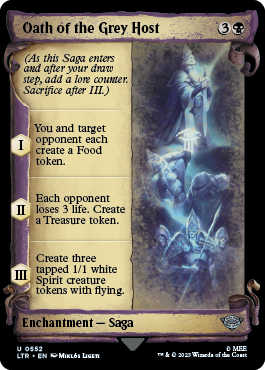 Oath of the Grey Host 3
(As this Saga enters
and after your draw
step, add a lore counter.
Sacrifice after III.)
I
You and target
opponent each
create a Food
token.
II
Each opponent
loses 3 life. Create
a Treasure token.
III
Create three
tapped 1/1 white
Spirit creature
tokens with flying.
Enchantment — Saga
U 0552
LTR • EN Miklós Ligeti
& MEE
™ & © 2023 Wizards of the Coast